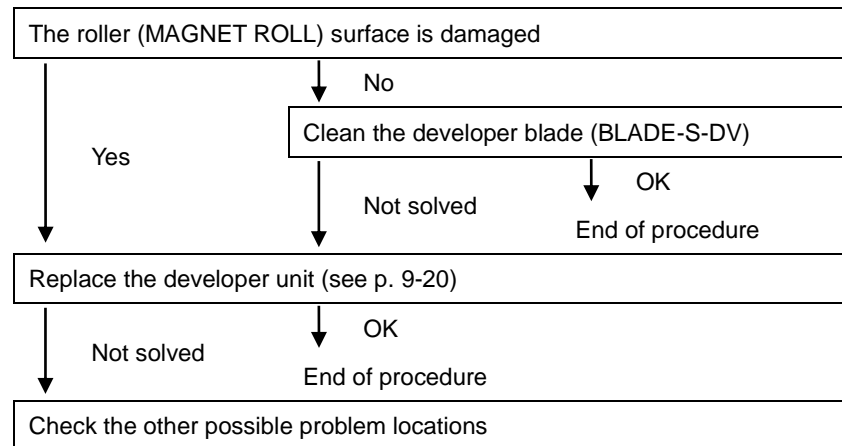 The roller (MAGNET ROLL) surface is damaged
No
Clean the developer blade (BLADE-S-DV)
Yes
OK
Not solved
End of procedure
Replace the developer unit (see p. 9-20)
OK
Not solved
End of procedure
Check the other possible problem locations